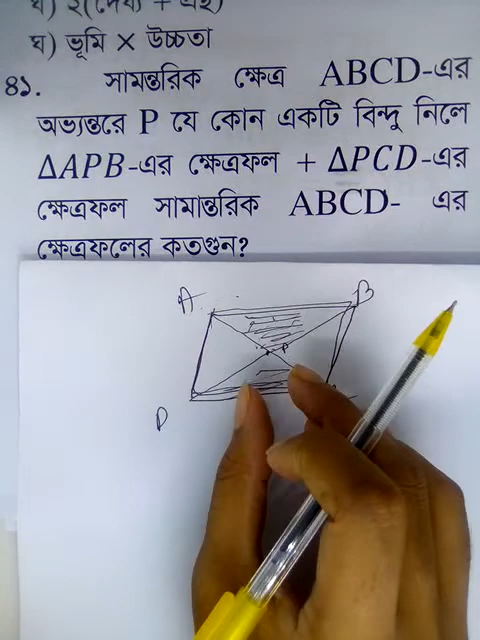 ঘ) ভূমি × উচ্চতা
৪১. সামন্তরিক ক্ষেত্র ABCD-এর
অভ্যন্তরে P যে কোন একটি বিন্দু নিলে
ΔAPB-এর ক্ষেত্রফল + ΔPCD-এর
ক্ষেত্রফল সামান্তরিক ABCD- এর
ক্ষেত্রফলের কতগুন?
A B
P
D